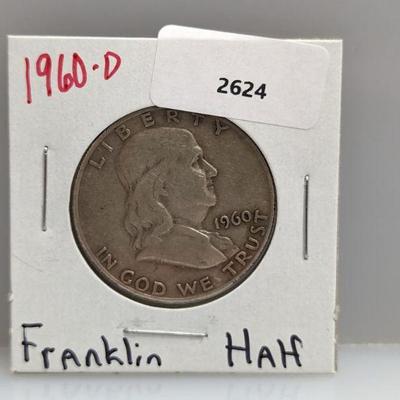 1960-D
2624
LIBERTY
1960
IN GOD WE TRUST
Franklin Half